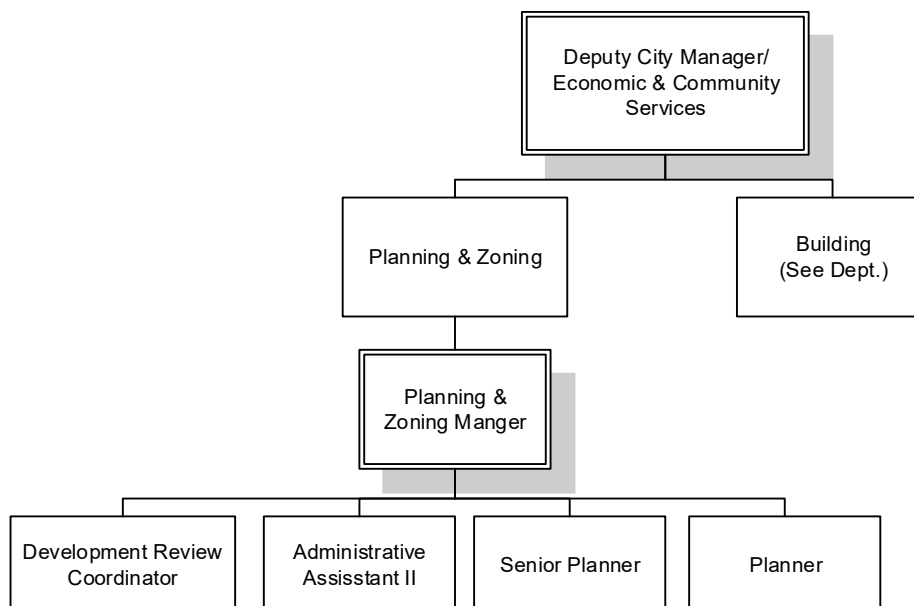 Deputy City Manager/
Economic & Community
Services
Planning & Zoning
Building
(See Dept.)
Planning &
Zoning Manger
Development Review
Coordinator
Administrative
Assisstant II
Senior Planner
Planner